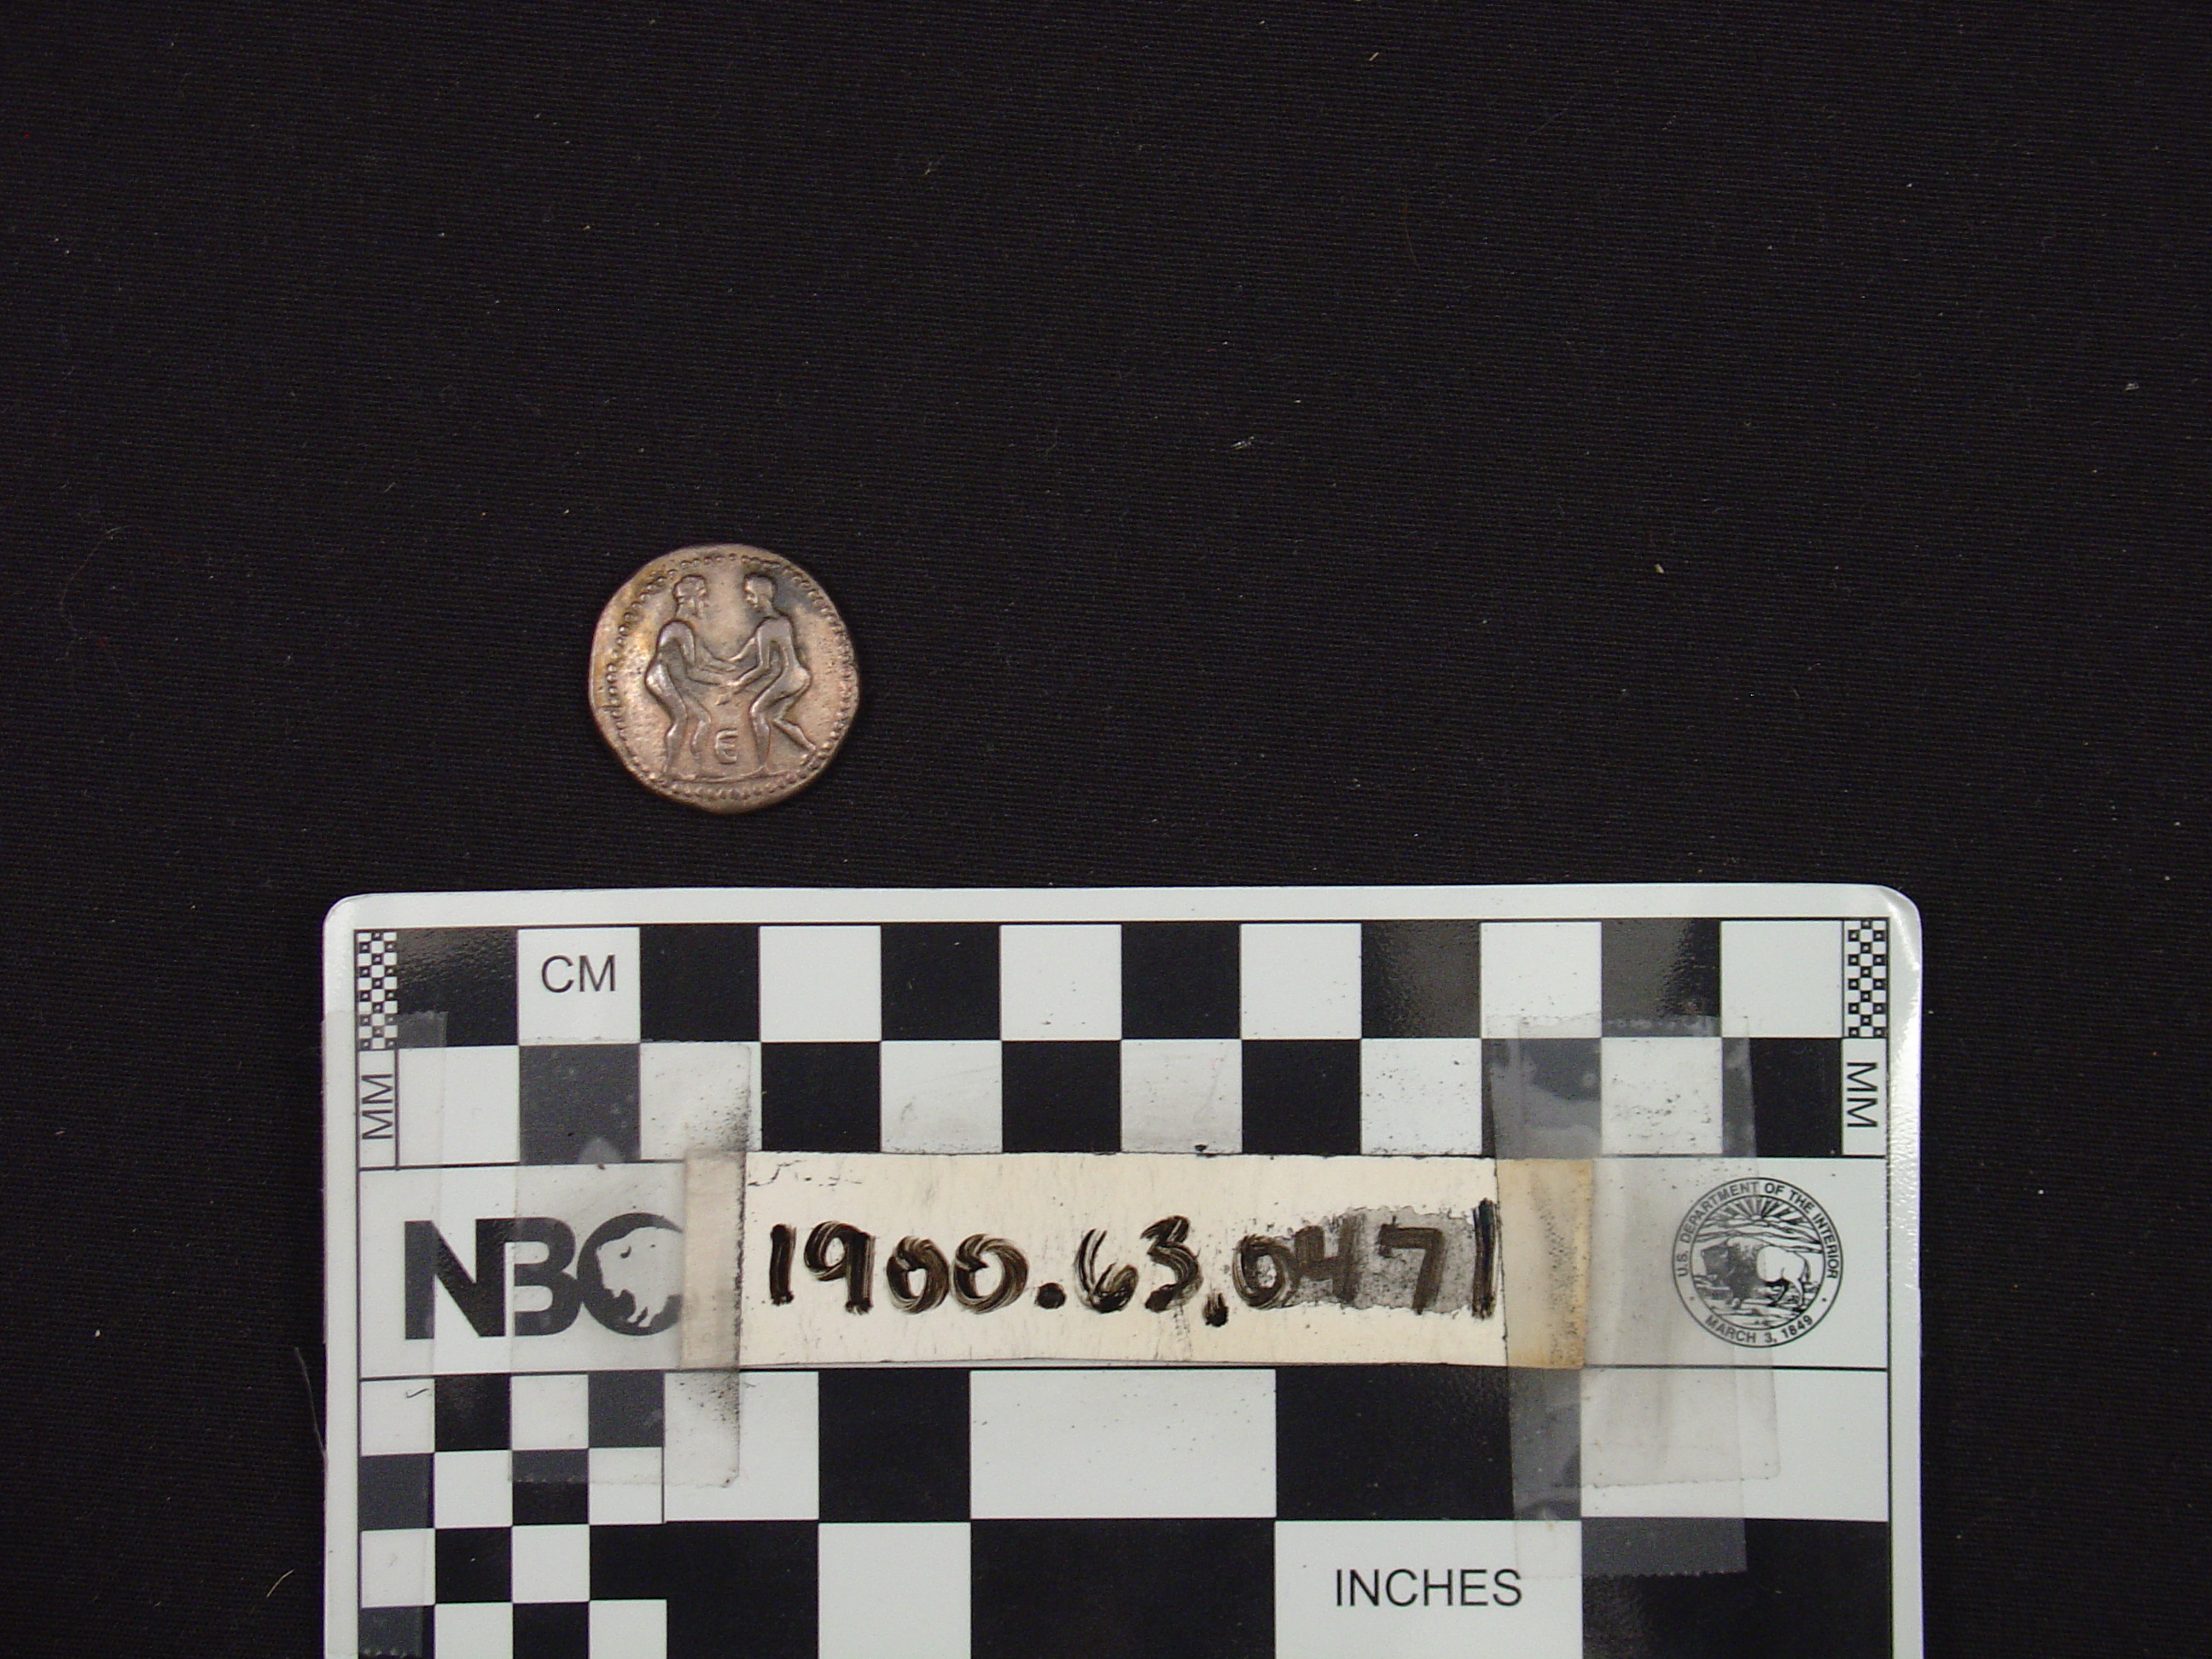 Э
CM
MM
MM
NBC
1900.63.0471
U.S. DEPARTMENT OF THE INTERIOR
MARCH 3, 1849
INCHES